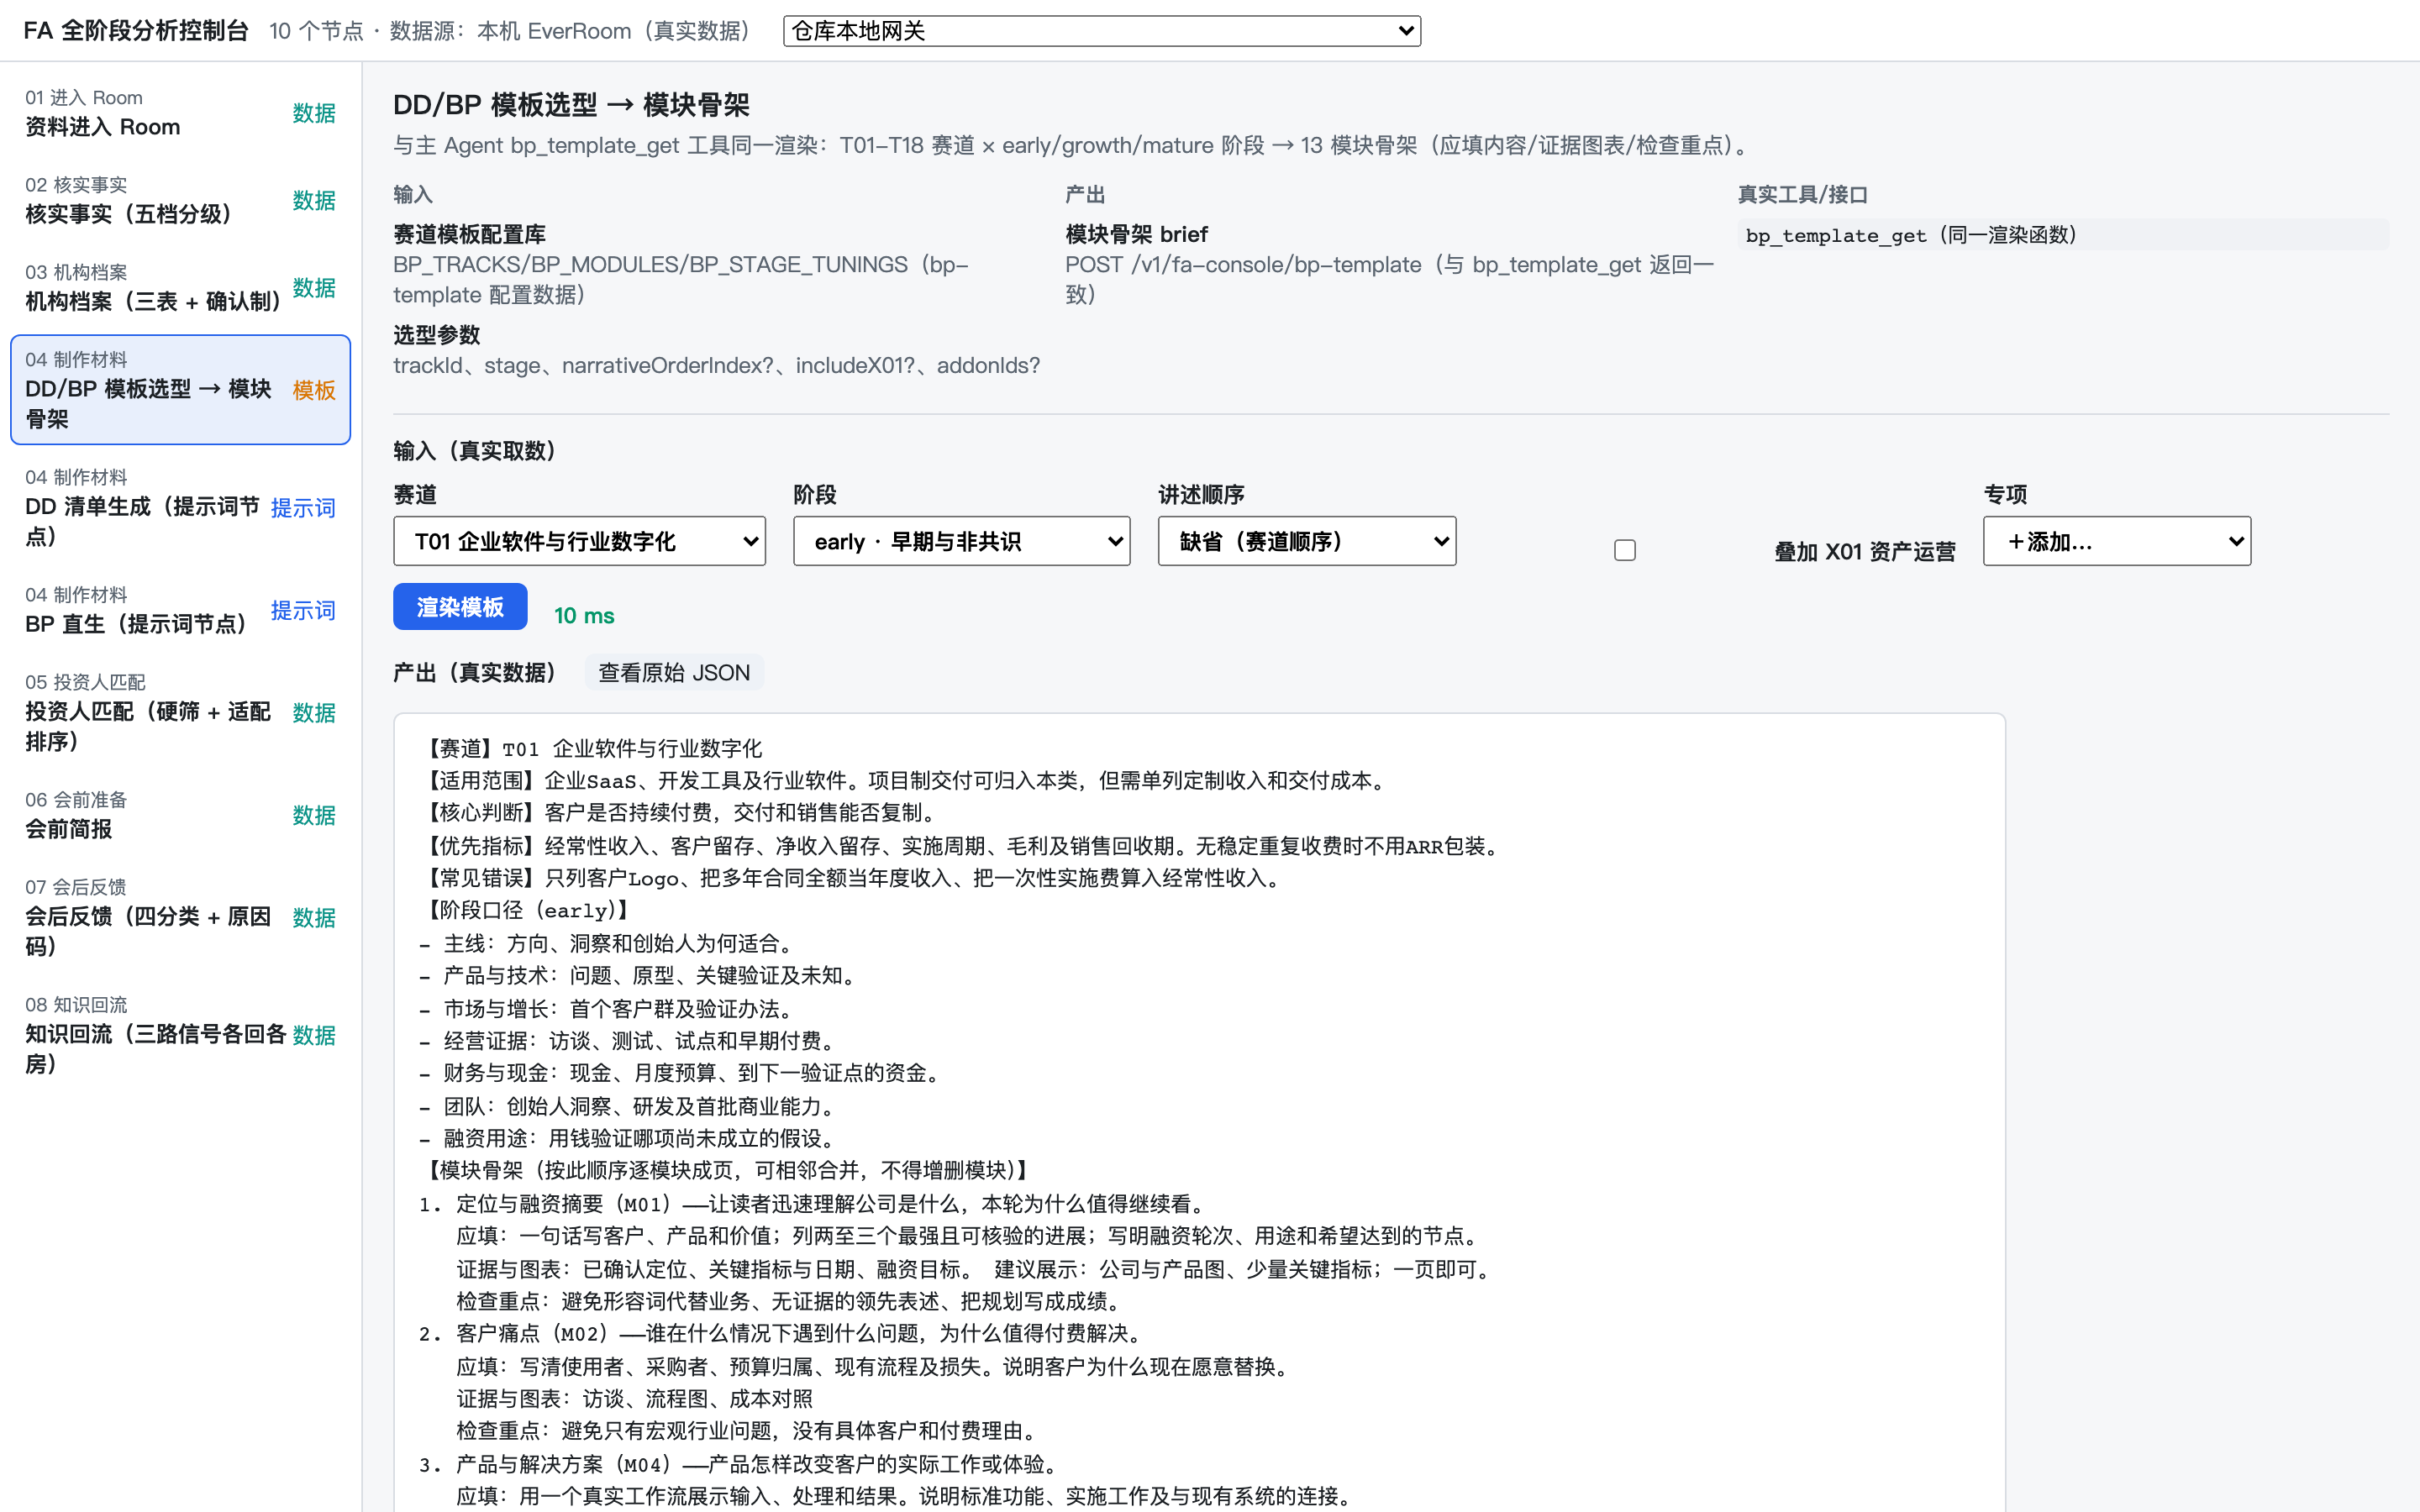 FA 全阶段分析控制台
10 个节点 · 数据源：本机 EverRoom（真实数据）
仓库本地网关
01 进入 Room
资料进入 Room
数据
02 核实事实
核实事实（五档分级）
数据
03 机构档案
机构档案（三表 + 确认制）
数据
04 制作材料
DD/BP 模板选型 → 模块
骨架
模板
04 制作材料
DD 清单生成（提示词节
点）
提示词
04 制作材料
BP 直生（提示词节点）
提示词
05 投资人匹配
投资人匹配（硬筛 + 适配
排序）
数据
06 会前准备
会前简报
数据
07 会后反馈
会后反馈（四分类 + 原因
码）
数据
08 知识回流
知识回流（三路信号各回各
房）
数据
DD/BP 模板选型 → 模块骨架
与主 Agent bp_template_get 工具同一渲染：T01–T18 赛道 × early/growth/mature 阶段 → 13 模块骨架（应填内容/证据图表/检查重点）。
输入
赛道模板配置库
BP_TRACKS/BP_MODULES/BP_STAGE_TUNINGS（bp-
template 配置数据）
选型参数
trackId、stage、narrativeOrderIndex?、includeX01?、addonIds?
产出
模块骨架 brief
POST /v1/fa-console/bp-template（与 bp_template_get 返回一
致）
真实工具/接口
bp_template_get（同一渲染函数）
输入（真实取数）
赛道
T01 企业软件与行业数字化
阶段
early · 早期与非共识
讲述顺序
缺省（赛道顺序）
叠加 X01 资产运营
专项
＋添加…
渲染模板
10 ms
产出（真实数据）
查看原始 JSON
【赛道】T01 企业软件与行业数字化
【适用范围】企业SaaS、开发工具及行业软件。项目制交付可归入本类，但需单列定制收入和交付成本。
【核心判断】客户是否持续付费，交付和销售能否复制。
【优先指标】经常性收入、客户留存、净收入留存、实施周期、毛利及销售回收期。无稳定重复收费时不用ARR包装。
【常见错误】只列客户Logo、把多年合同全额当年度收入、把一次性实施费算入经常性收入。
【阶段口径（early）】
- 主线：方向、洞察和创始人为何适合。
- 产品与技术：问题、原型、关键验证及未知。
- 市场与增长：首个客户群及验证办法。
- 经营证据：访谈、测试、试点和早期付费。
- 财务与现金：现金、月度预算、到下一验证点的资金。
- 团队：创始人洞察、研发及首批商业能力。
- 融资用途：用钱验证哪项尚未成立的假设。
【模块骨架（按此顺序逐模块成页，可相邻合并，不得增删模块）】
1. 定位与融资摘要（M01）——让读者迅速理解公司是什么，本轮为什么值得继续看。
应填：一句话写客户、产品和价值；列两至三个最强且可核验的进展；写明融资轮次、用途和希望达到的节点。
证据与图表：已确认定位、关键指标与日期、融资目标。 建议展示：公司与产品图、少量关键指标；一页即可。
检查重点：避免形容词代替业务、无证据的领先表述、把规划写成成绩。
2. 客户痛点（M02）——谁在什么情况下遇到什么问题，为什么值得付费解决。
应填：写清使用者、采购者、预算归属、现有流程及损失。说明客户为什么现在愿意替换。
证据与图表：访谈、流程图、成本对照
检查重点：避免只有宏观行业问题，没有具体客户和付费理由。
3. 产品与解决方案（M04）——产品怎样改变客户的实际工作或体验。
应填：用一个真实工作流展示输入、处理和结果。说明标准功能、实施工作及与现有系统的连接。